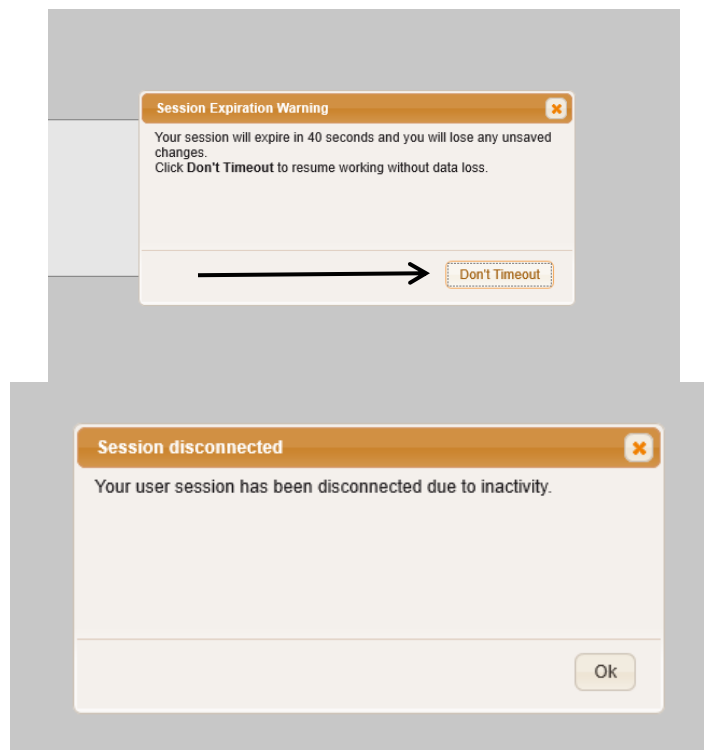 Session Expiration Warning
Your session will expire in 40 seconds and you will lose any unsaved
changes.
Click Don't Timeout to resume working without data loss.
Don't Timeout
Session disconnected
Your user session has been disconnected due to inactivity.
Ok